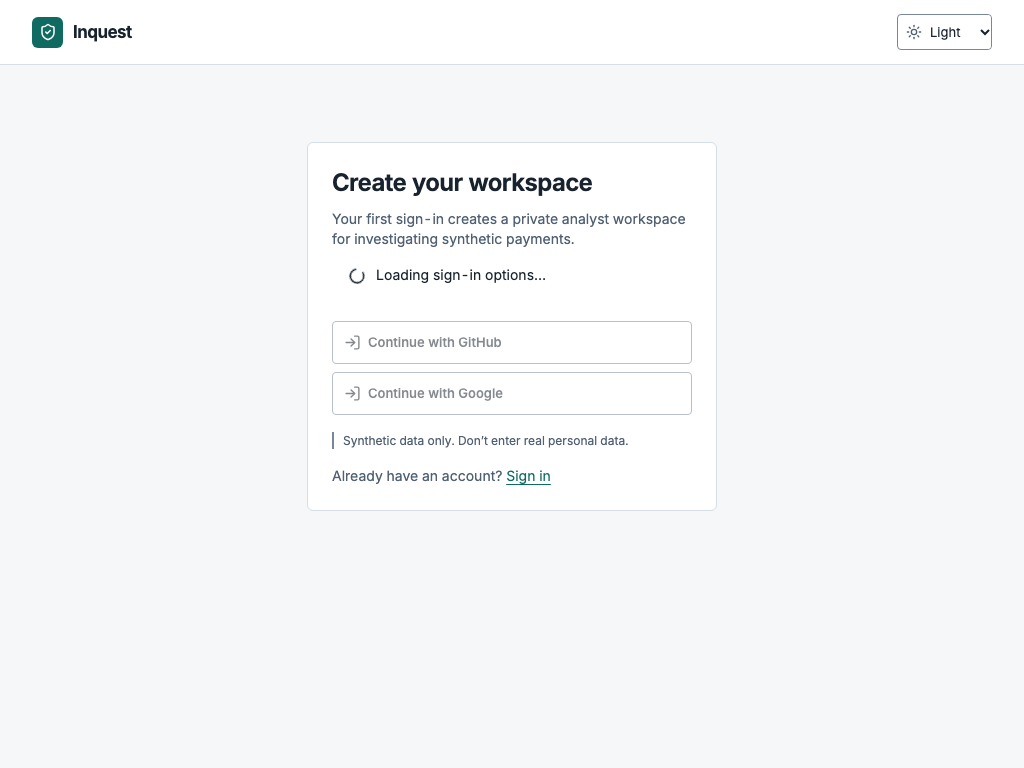 Inquest
Light
Create your workspace
Your first sign-in creates a private analyst workspace
for investigating synthetic payments.
Loading sign-in options…
Continue with GitHub
Continue with Google
Synthetic data only. Don’t enter real personal data.
Already have an account? Sign in